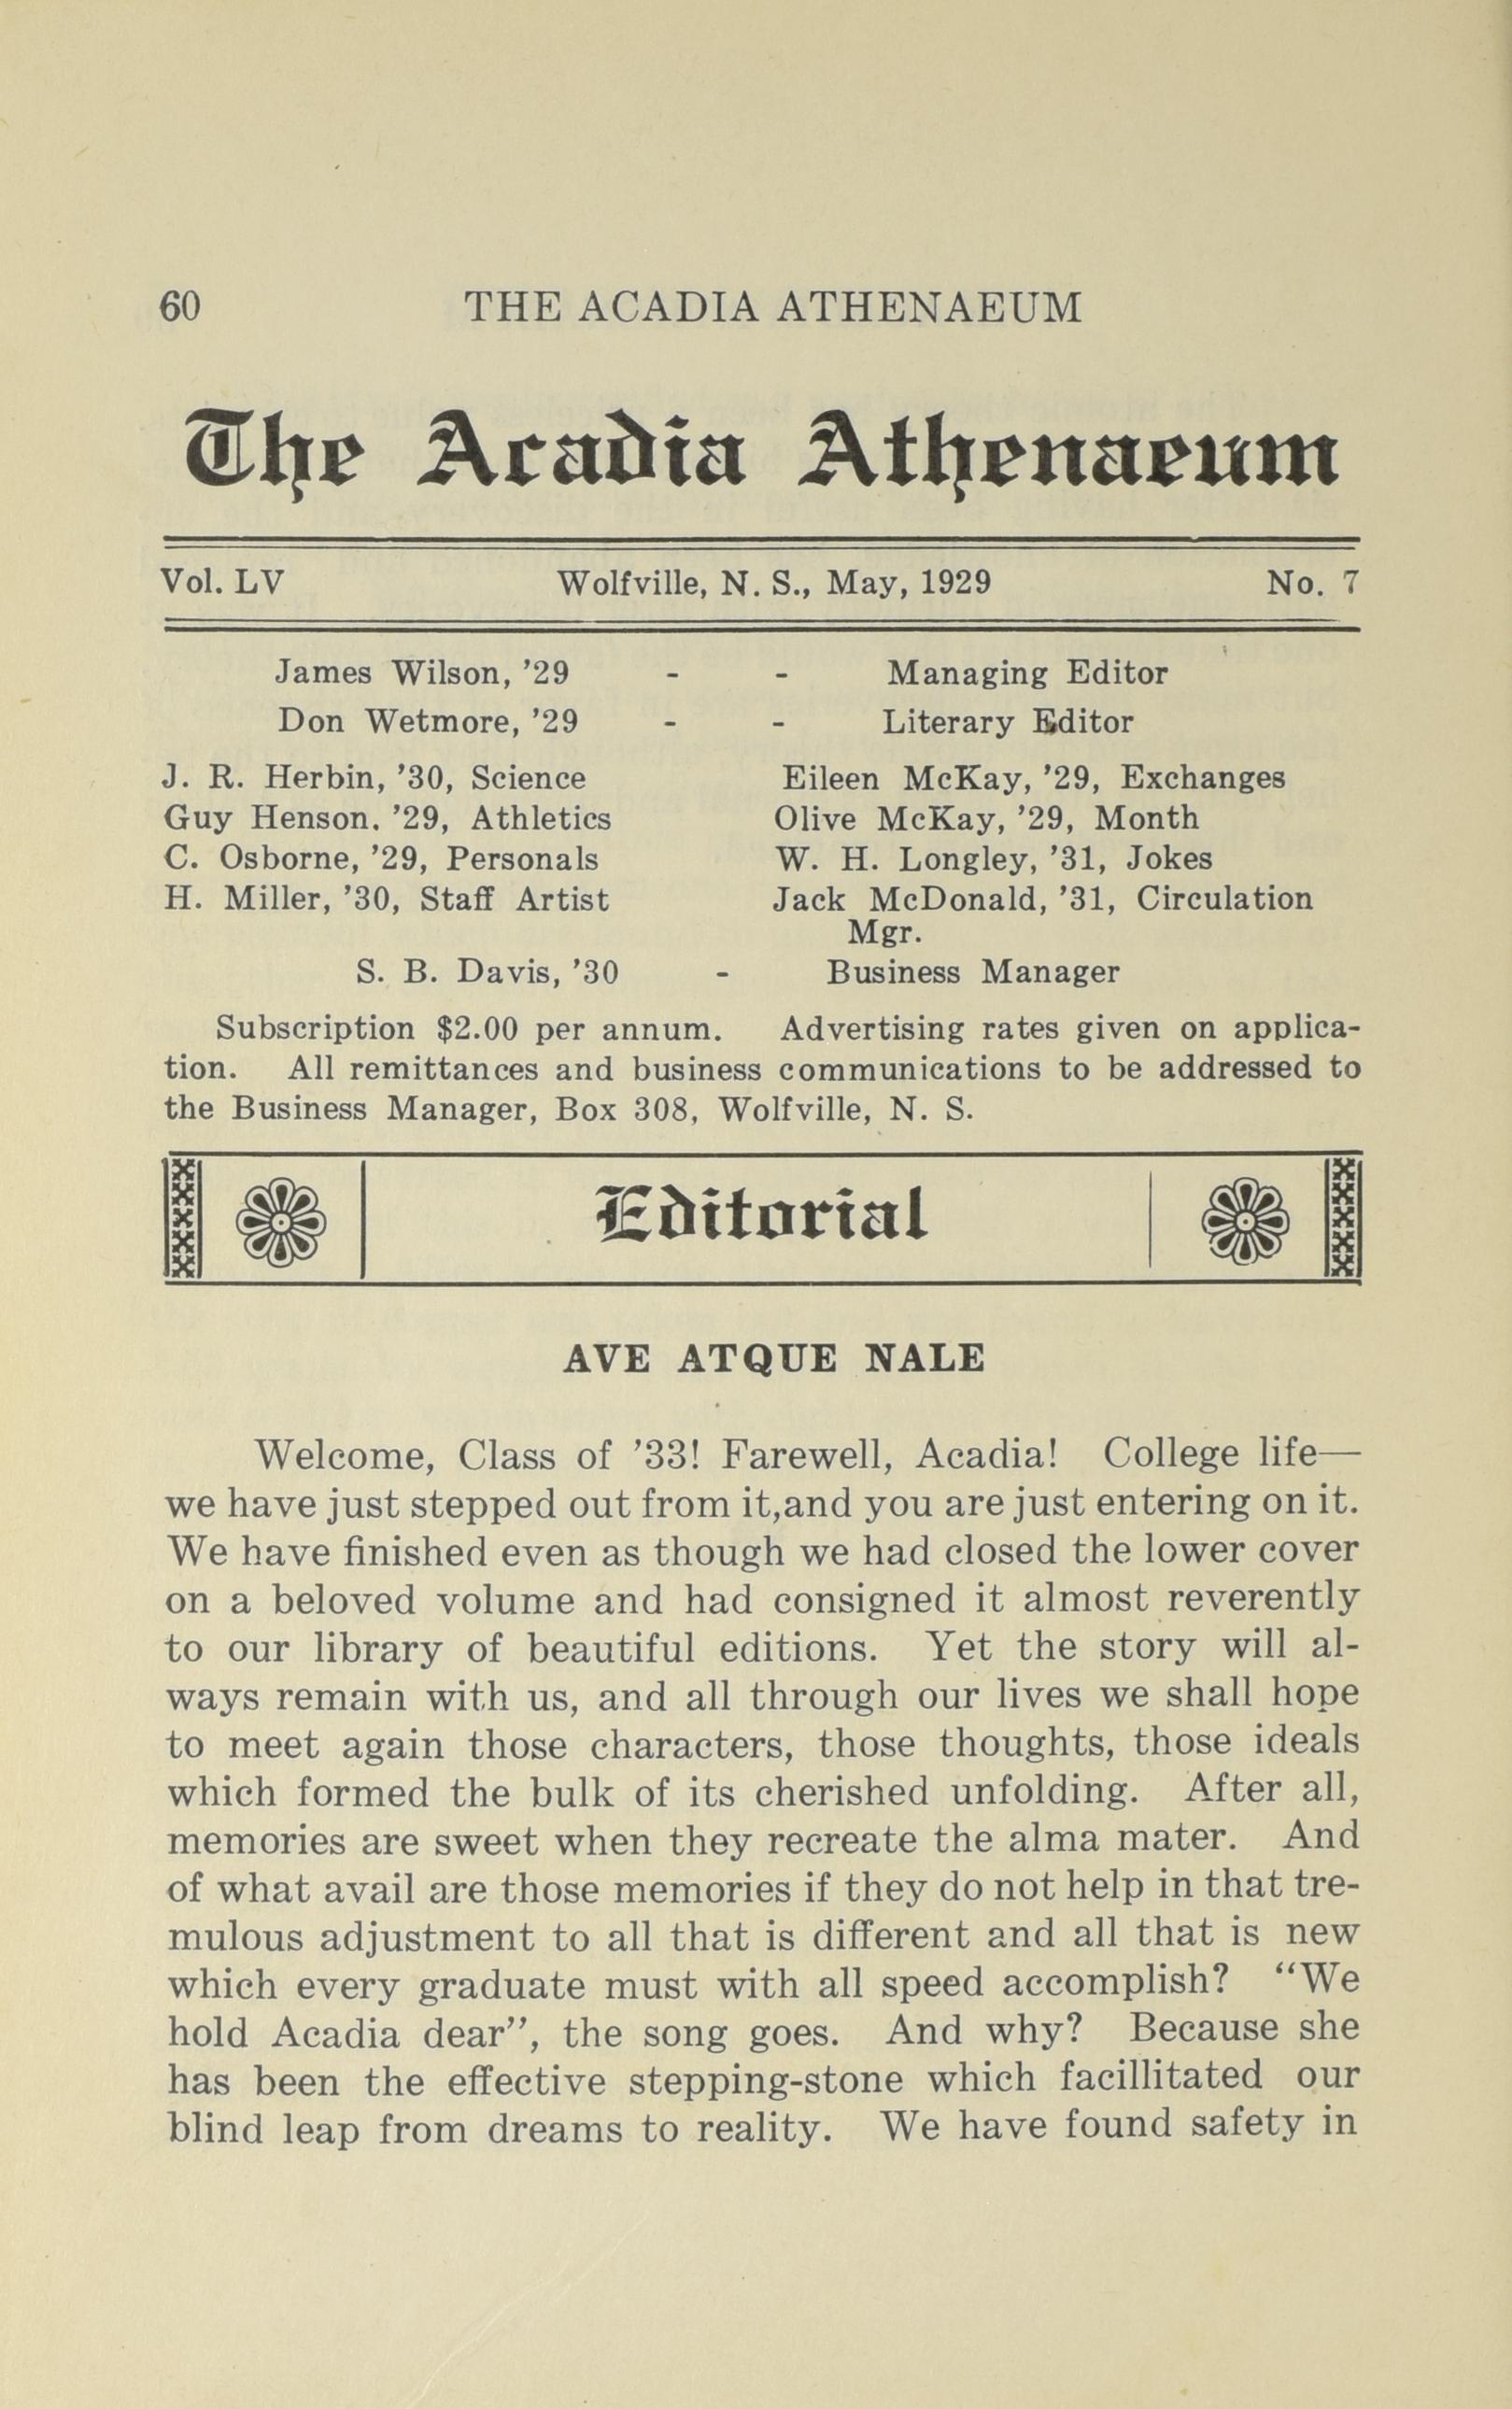 60 THE ACADIA ATHENAEUM
The Acadia Athenaeum
Vol. LV Wolfville, N. S., May, 1929 No. 7
James Wilson, '29 - - Managing Editor
Don Wetmore, '29 - - Literary Editor
J. R. Herbin, '30, Science Eileen McKay, '29, Exchanges
Guy Henson. '29, Athletics Olive McKay, '29, Month
C. Osborne, '29, Personals W. H. Longley, '31, Jokes
H. Miller, '30, Staff Artist Jack McDonald, '31, Circulation
Mgr.
S. B. Davis, '30 - Business Manager
Subscription $2.00 per annum. Advertising rates given on applica-
tion. All remittances and business communications to be addressed to
the Business Manager, Box 308, Wolfville, N. S.
Editorial
AVE ATQUE NALE
Welcome, Class of '33! Farewell, Acadia! College life—
we have just stepped out from it,and you are just entering on it.
We have finished even as though we had closed the lower cover
on a beloved volume and had consigned it almost reverently
to our library of beautiful editions. Yet the story will al-
ways remain with us, and all through our lives we shall hope
to meet again those characters, those thoughts, those ideals
which formed the bulk of its cherished unfolding. After all,
memories are sweet when they recreate the alma mater. And
of what avail are those memories if they do not help in that tre-
mulous adjustment to all that is different and all that is new
which every graduate must with all speed accomplish? "We
hold Acadia dear", the song goes. And why? Because she
has been the effective stepping-stone which facillitated our
blind leap from dreams to reality. We have found safety in